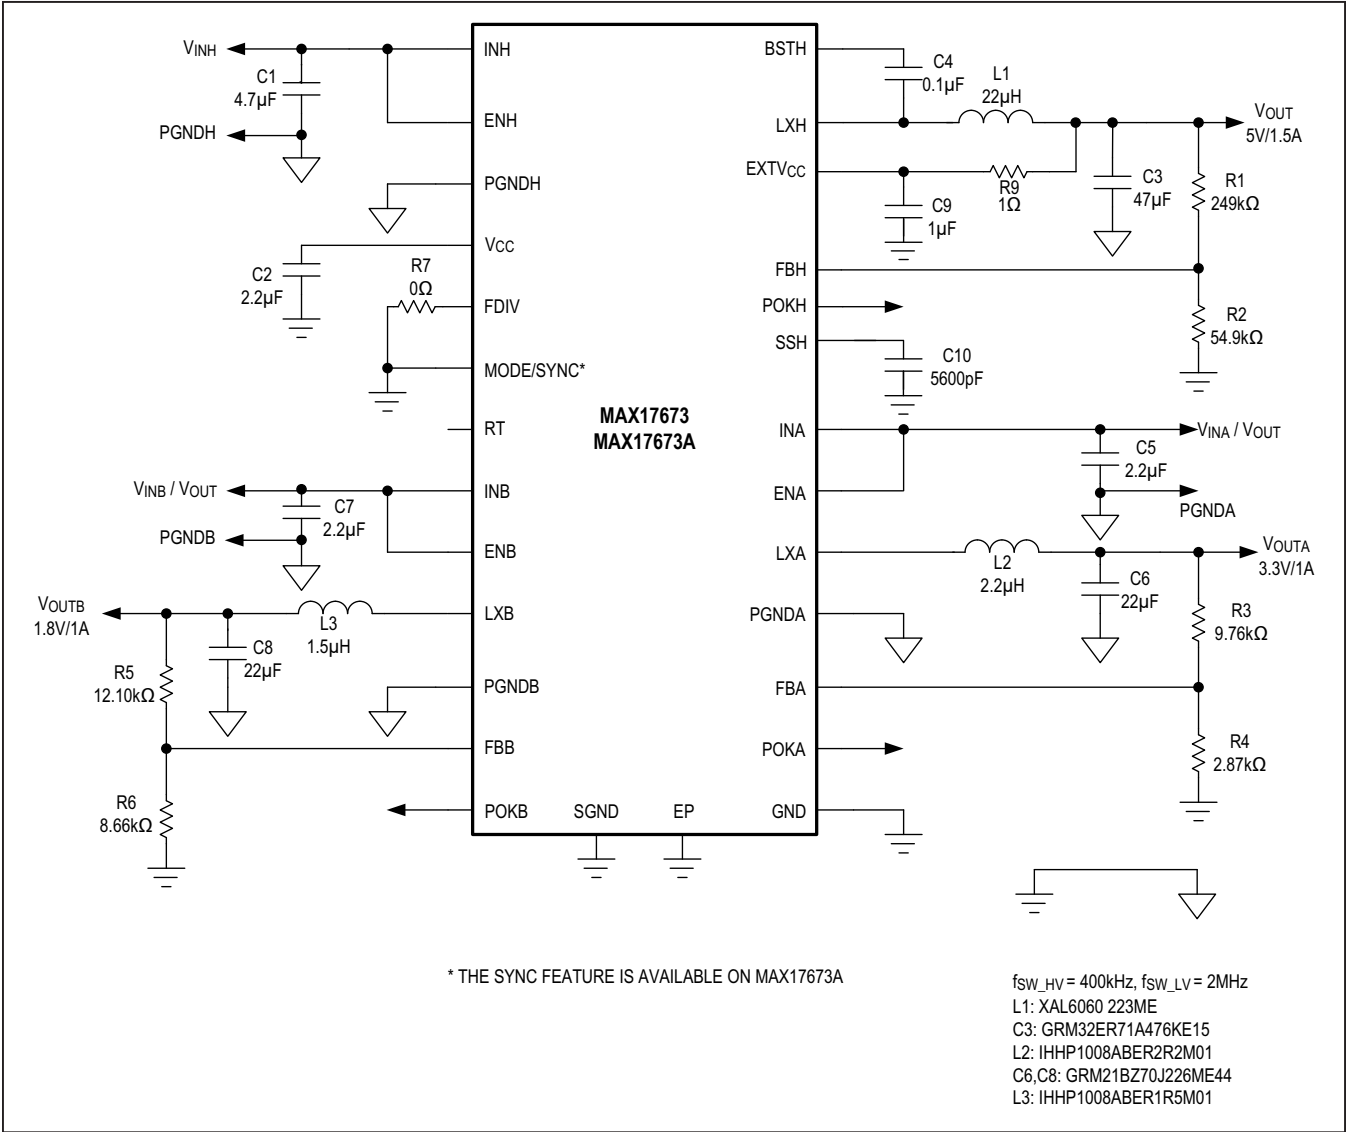 VINH
INH
C1
4.7µF
PGNDH
ENH
PGNDH
VCC
C2
2.2µF
R7
0Ω
FDIV
MODE/SYNC*
RT
VINB / VOUT
INB
C7
2.2µF
PGNDB
ENB
VOUTB
1.8V/1A
L3
1.5µH
LXB
C8
22µF
R5
12.10kΩ
PGNDB
FBB
R6
8.66kΩ
POKB
SGND
EP
MAX17673
MAX17673A
BSTH
C4
0.1µF
L1
22µH
LXH
VOUT
5V/1.5A
EXTVCC
R9
1Ω
C9
1µF
C3
47µF
R1
249kΩ
FBH
POKH
R2
54.9kΩ
SSH
C10
5600pF
INA
VINA / VOUT
C5
2.2µF
ENA
PGNDA
LXA
L2
2.2µH
VOUTA
3.3V/1A
C6
22µF
R3
9.76kΩ
PGNDA
FBA
POKA
R4
2.87kΩ
GND
* THE SYNC FEATURE IS AVAILABLE ON MAX17673A
fSW_HV = 400kHz, fSW_LV = 2MHz
L1: XAL6060 223ME
C3: GRM32ER71A476KE15
L2: IHHP1008ABER2R2M01
C6,C8: GRM21BZ70J226ME44
L3: IHHP1008ABER1R5M01